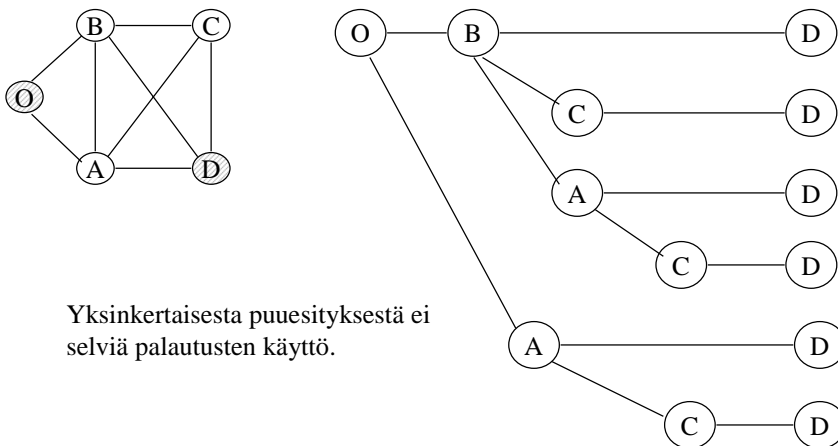 B C O B D
O C D
A D A D
C D
Yksinkertaisesta puuesityksestä ei
selviä palautusten käyttö.
A D
C D